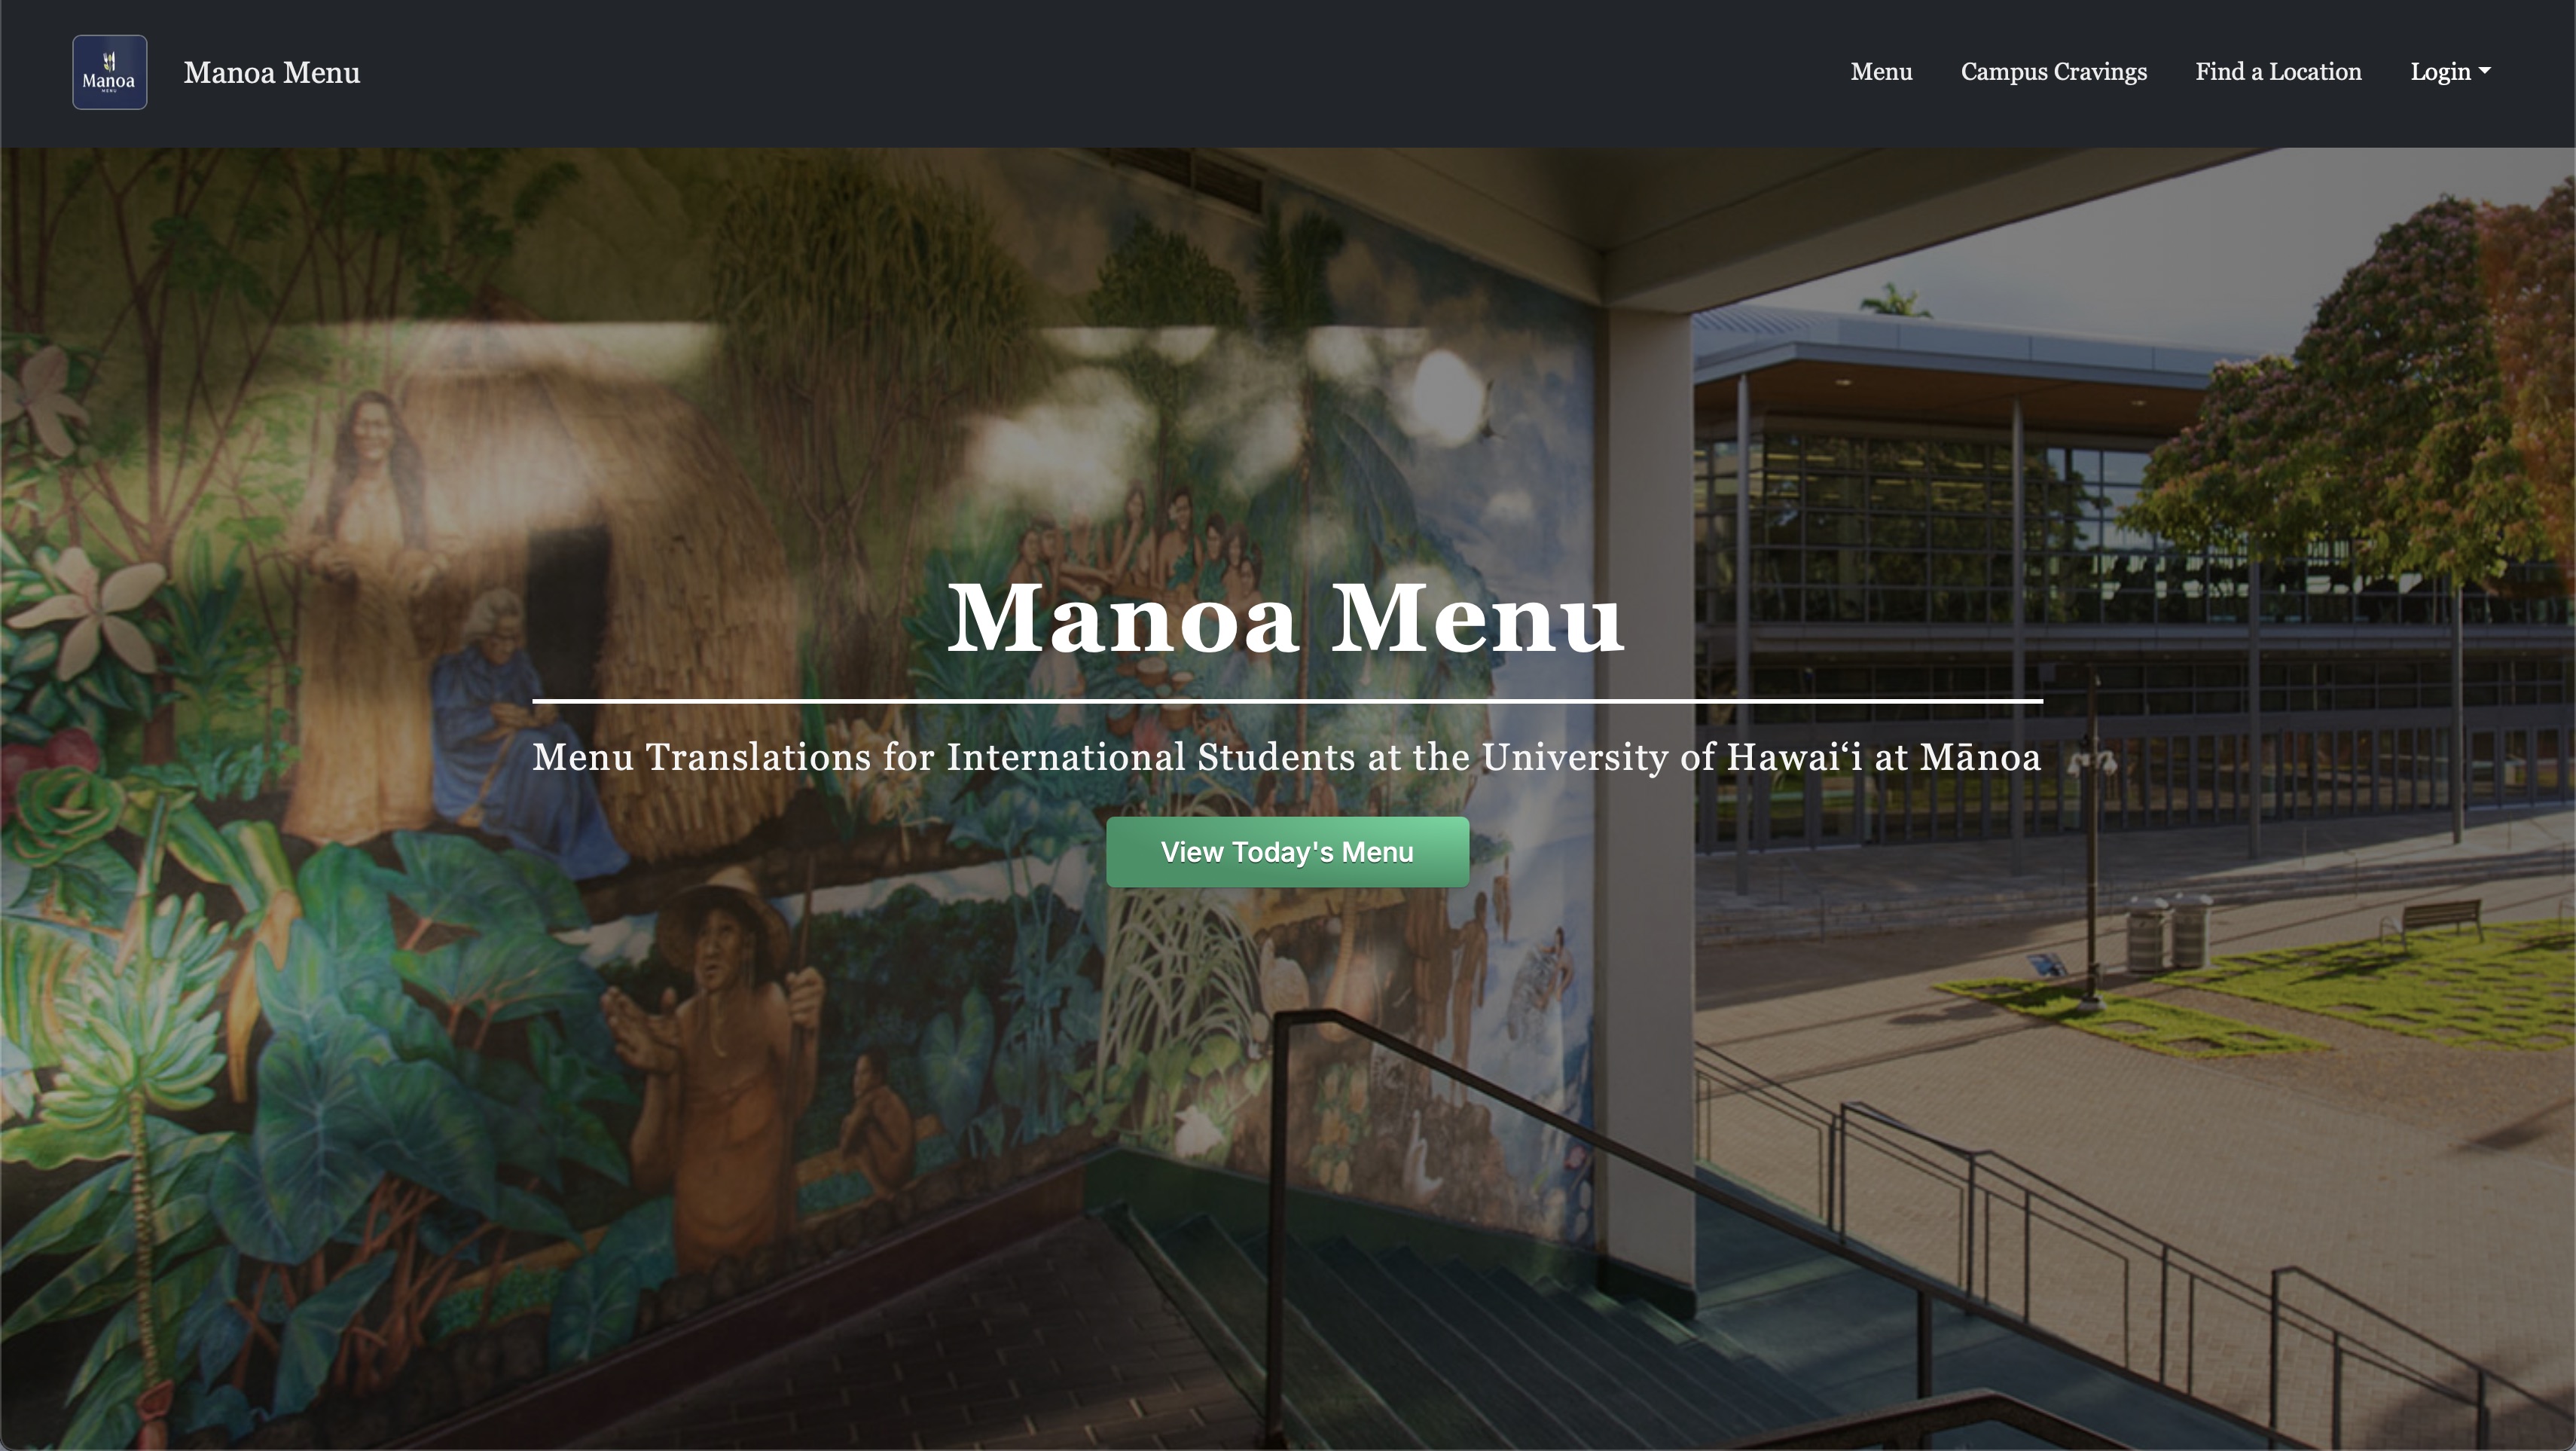 Manoa
MENU
Manoa Menu
Menu
Campus Cravings
Find a Location
Login
Manoa Menu
Menu Translations for International Students at the University of Hawaiʻi at Mānoa
View Today's Menu